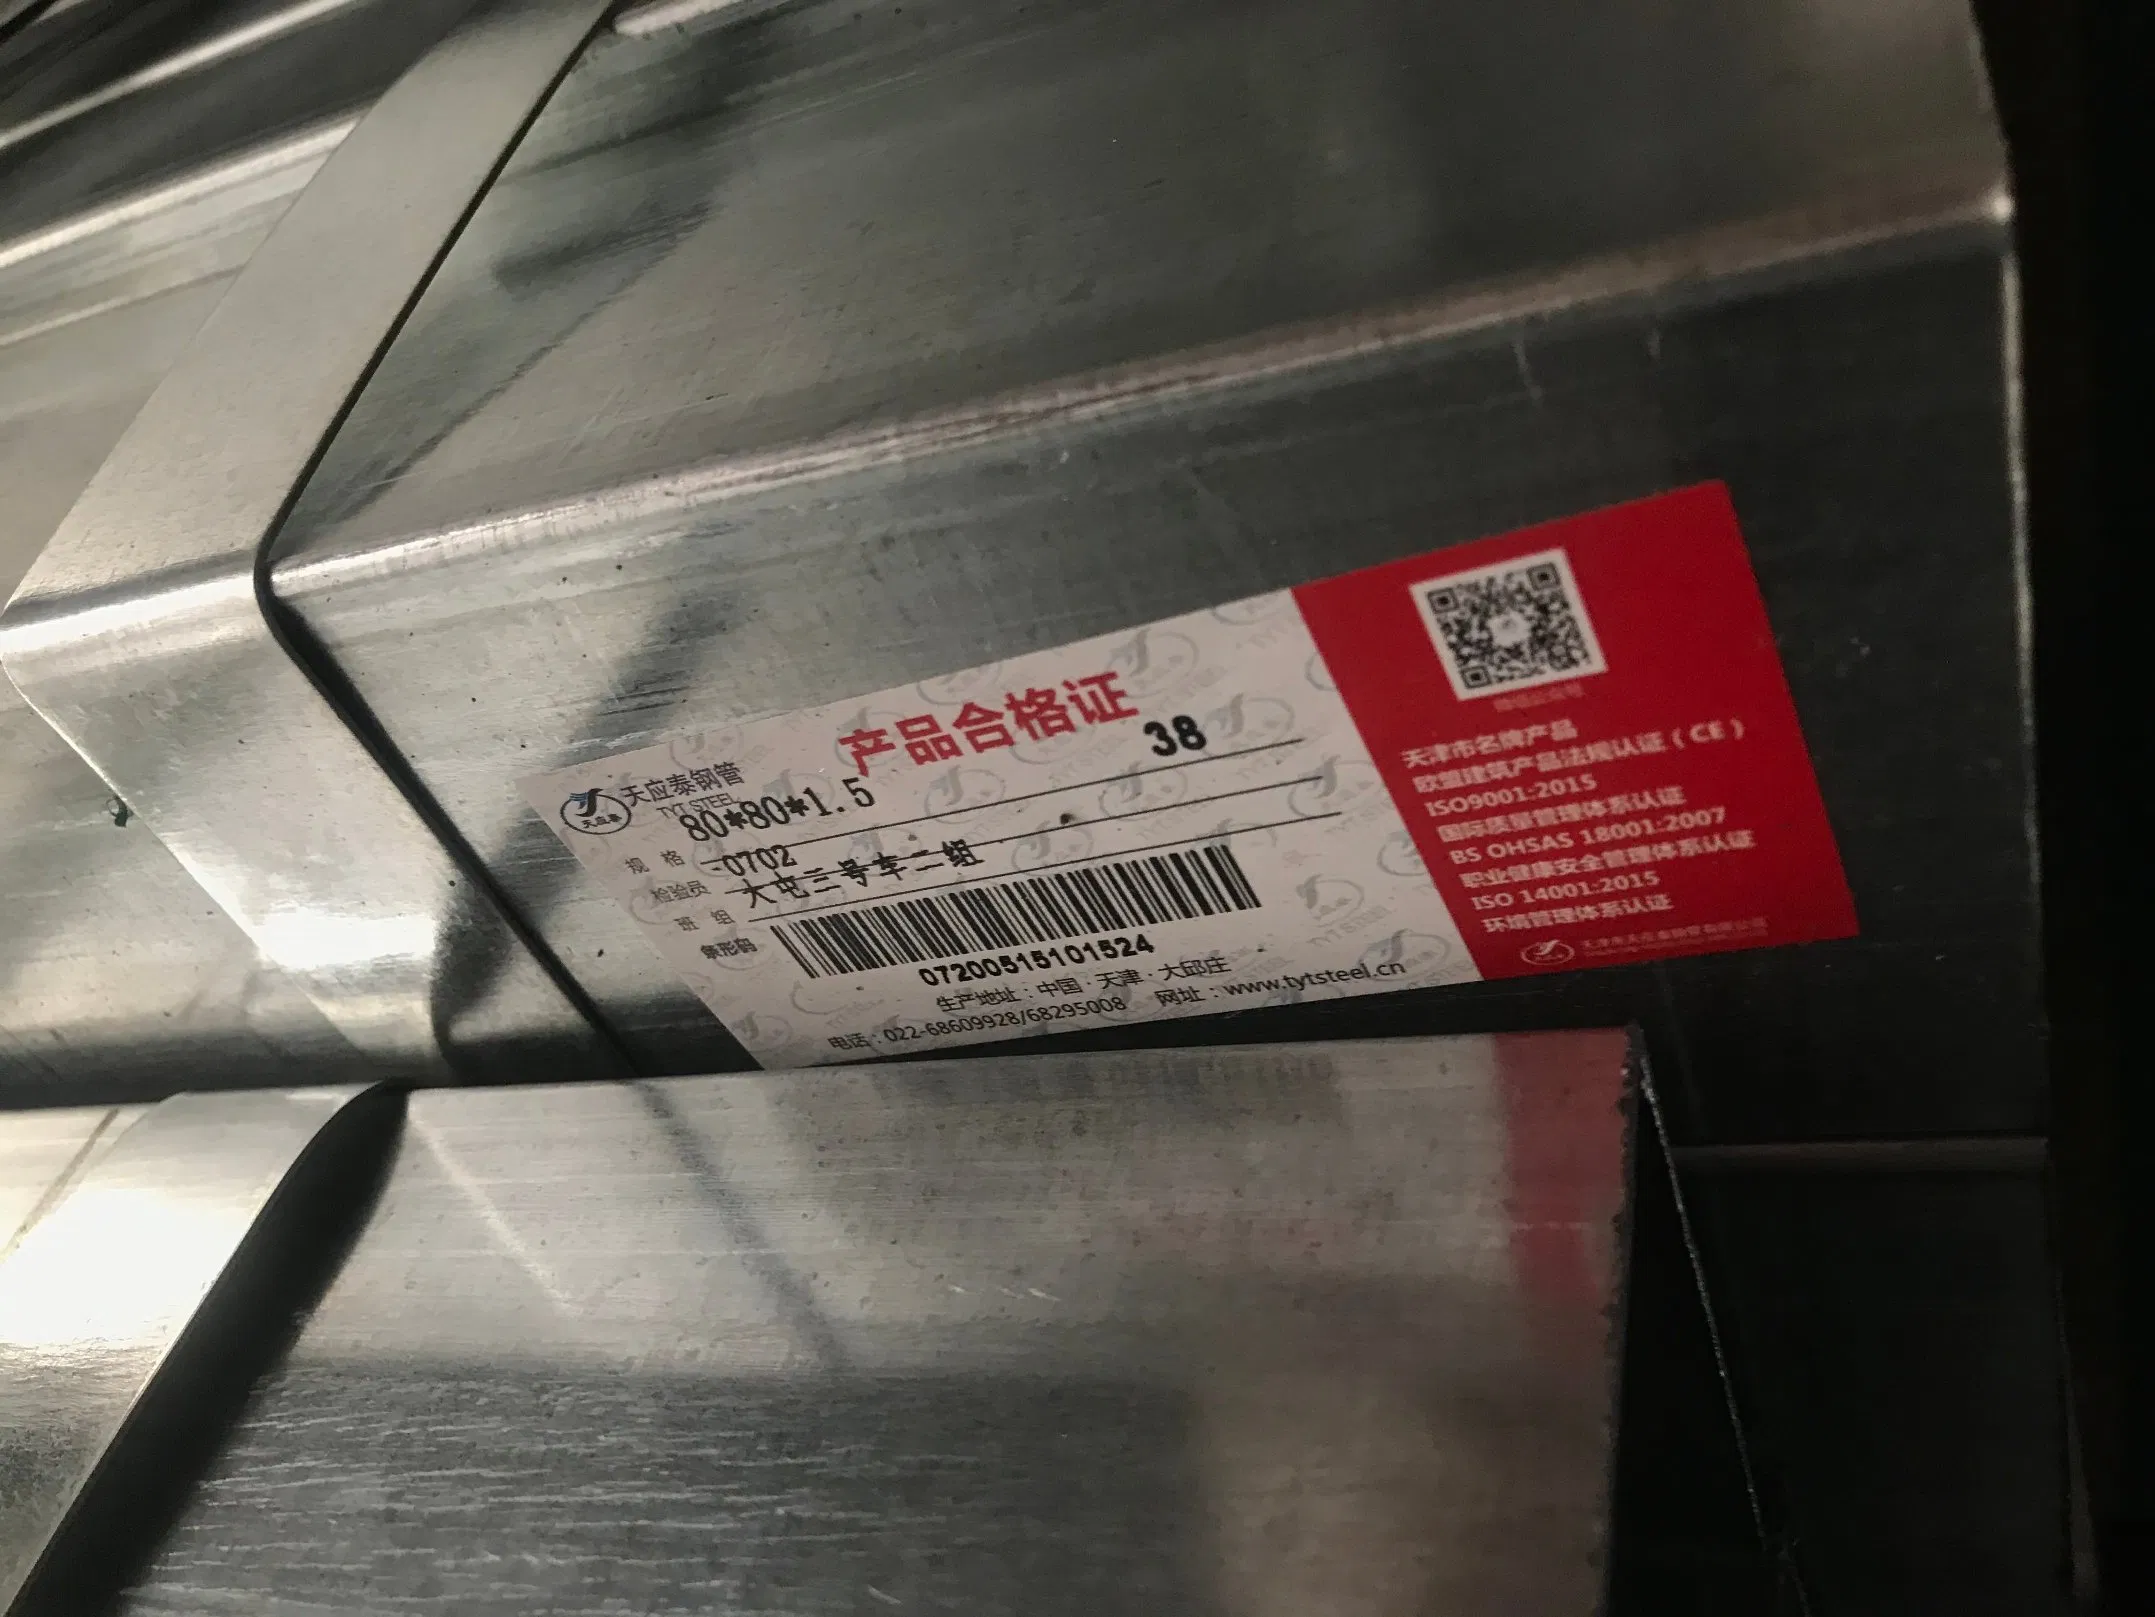 产品合格证
天应泰钢管
TYT STEEL
天应泰
规 格 80*80*1.5 38
检验员 -0702
班 组 大屯三号车二组
条形码
07200515101524
生产地址：中国·天津·大邱庄
电话：022-68609928/68295008 网址：www.tytsteel.cn
天津市名牌产品
欧盟建筑产品法规认证（CE）
ISO9001:2015
国际质量管理体系认证
BS OHSAS 18001:2007
职业健康安全管理体系认证
ISO 14001:2015
环境管理体系认证